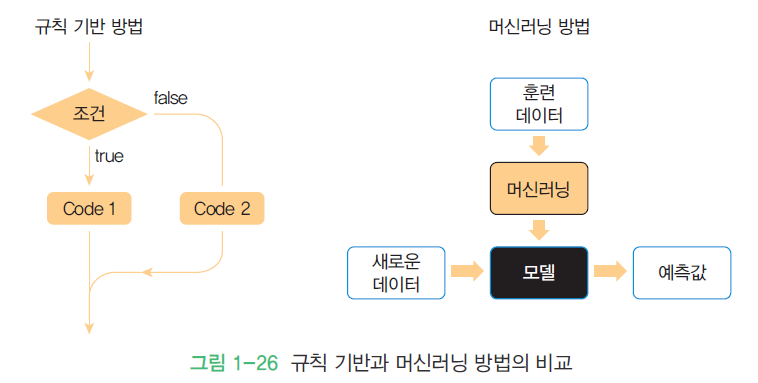 규칙 기반 방법
조건
false
true
Code 1
Code 2
머신러닝 방법
훈련
데이터
머신러닝
새로운
데이터
모델
예측값
그림 1-26 규칙 기반과 머신러닝 방법의 비교